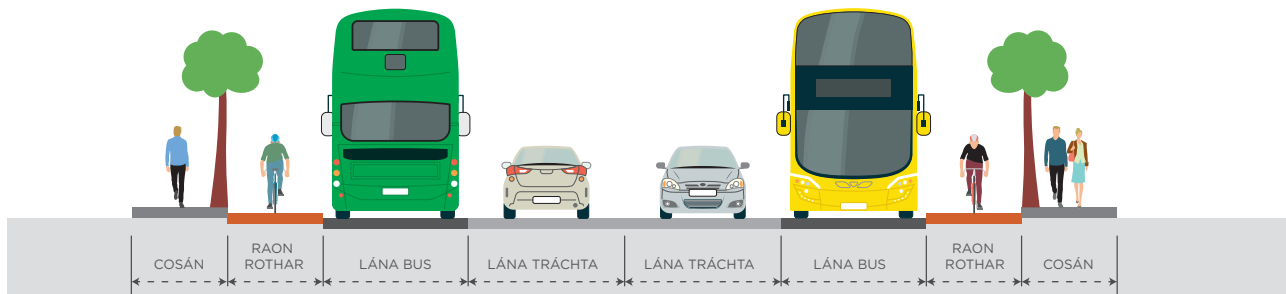 COSÁN
RAON
ROTHAR
LÁNA BUS
LÁNA TRÁCHTA
LÁNA TRÁCHTA
LÁNA BUS
RAON
ROTHAR
COSÁN